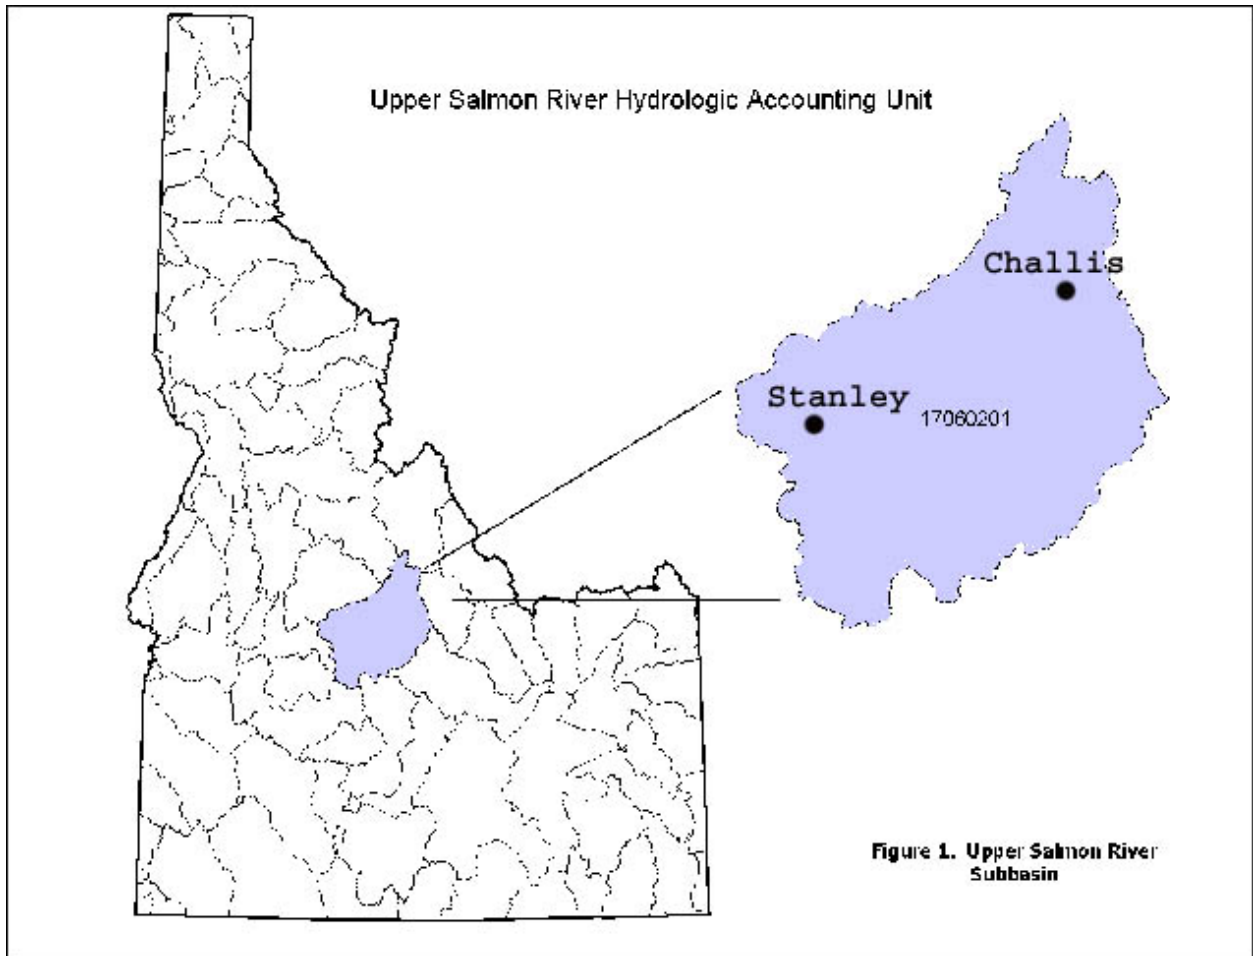 Upper Salmon River Hydrologic Accounting Unit
Challis
Stanley
17060201
Figure 1. Upper Salmon River
Subbasin